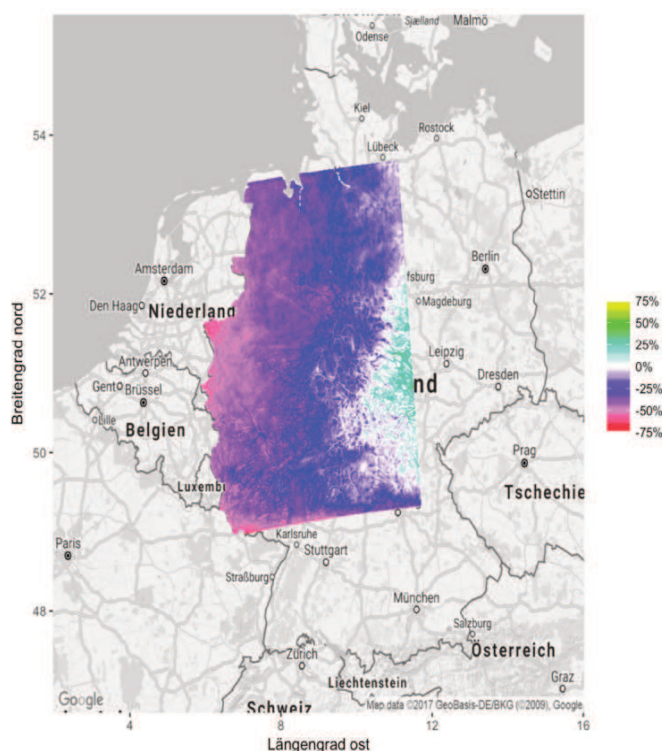 Odense
Sjælland
Malmö
Kiel
54
Rostock
Lübeck
Stettin
Amsterdam
Berlin
52
fsburg
Den Haag
Niederland
Magdeburg
75%
50%
25%
0%
-25%
-50%
-75%
Breitengrad nord
Antwerpen
Leipzig
Gent
Brüssel
nd
Dresden
Lille
Belgien
50
Prag
Luxemb
Tschechie
Paris
Karlsruhe
Stuttgart
Straßburg
48
München
Salzburg
Zürich
Österreich
Liechtenstein
Graz
Google
Schweiz
Map data ©2017 GeoBasis-DE/BKG (©2009), Google
4
8
12
16
Längengrad ost